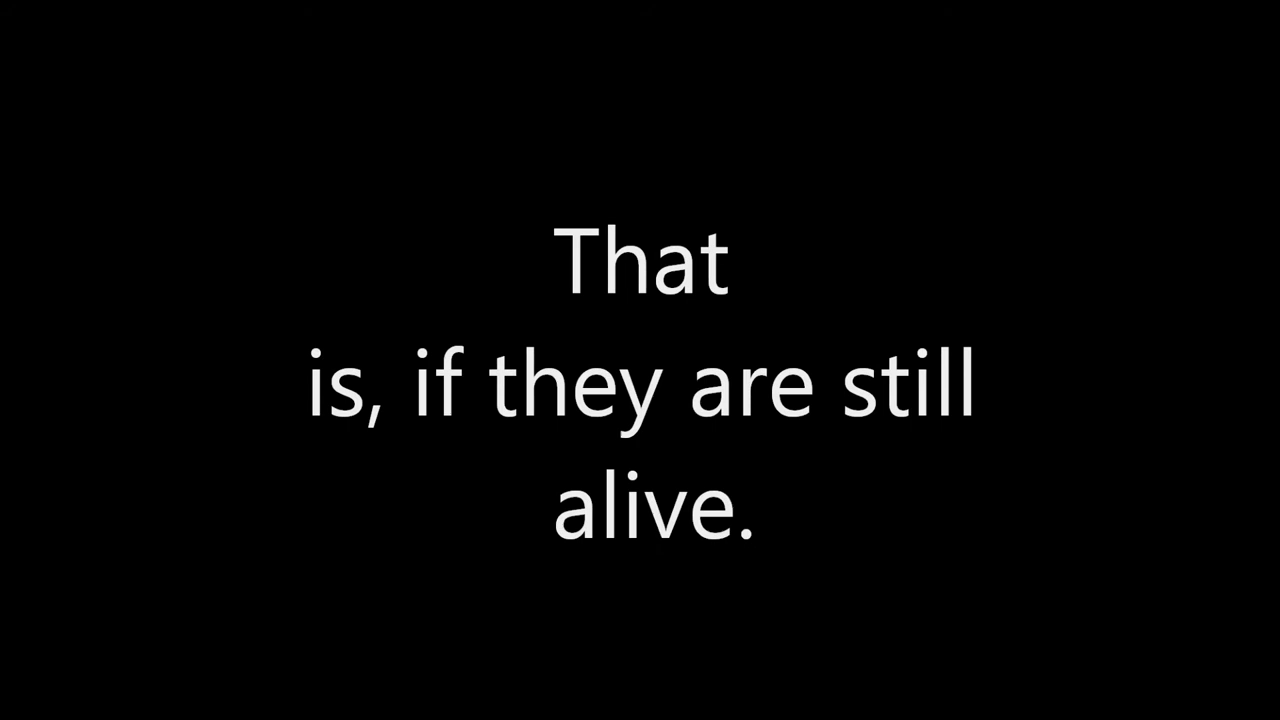 That
is, if they are still
alive.